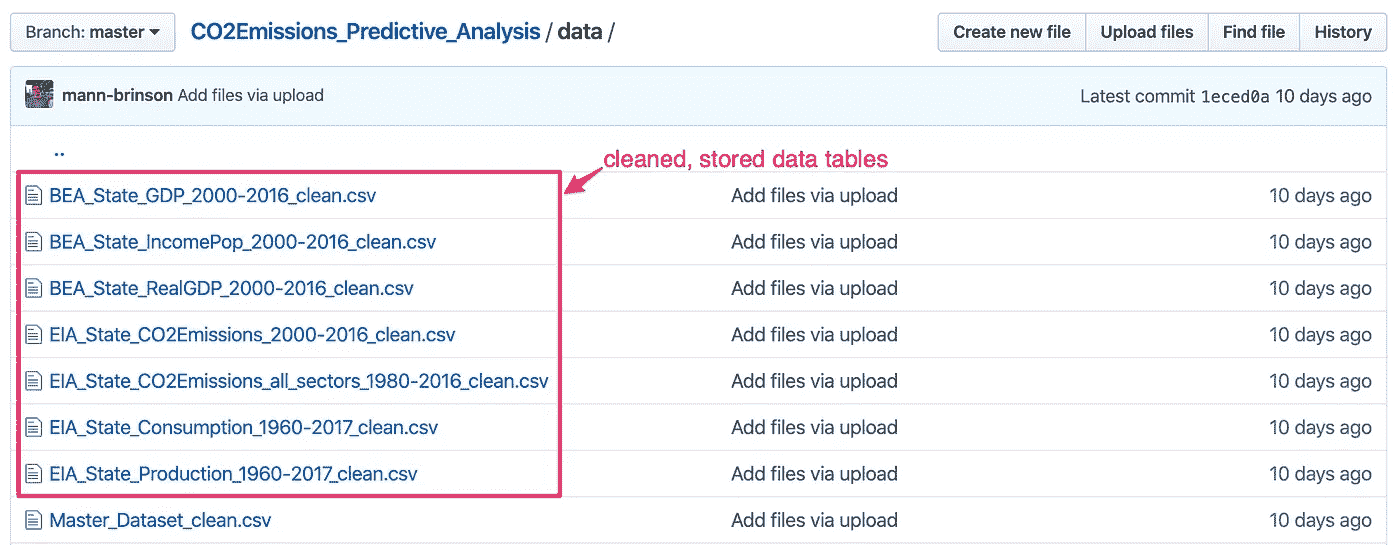 Branch: master CO2Emissions_Predictive_Analysis / data / Create new file Upload files Find file History
mann-brinson Add files via upload Latest commit 1eced0a 10 days ago
..
cleaned, stored data tables
BEA_State_GDP_2000-2016_clean.csv Add files via upload 10 days ago
BEA_State_IncomePop_2000-2016_clean.csv Add files via upload 10 days ago
BEA_State_RealGDP_2000-2016_clean.csv Add files via upload 10 days ago
EIA_State_CO2Emissions_2000-2016_clean.csv Add files via upload 10 days ago
EIA_State_CO2Emissions_all_sectors_1980-2016_clean.csv Add files via upload 10 days ago
EIA_State_Consumption_1960-2017_clean.csv Add files via upload 10 days ago
EIA_State_Production_1960-2017_clean.csv Add files via upload 10 days ago
Master_Dataset_clean.csv Add files via upload 10 days ago